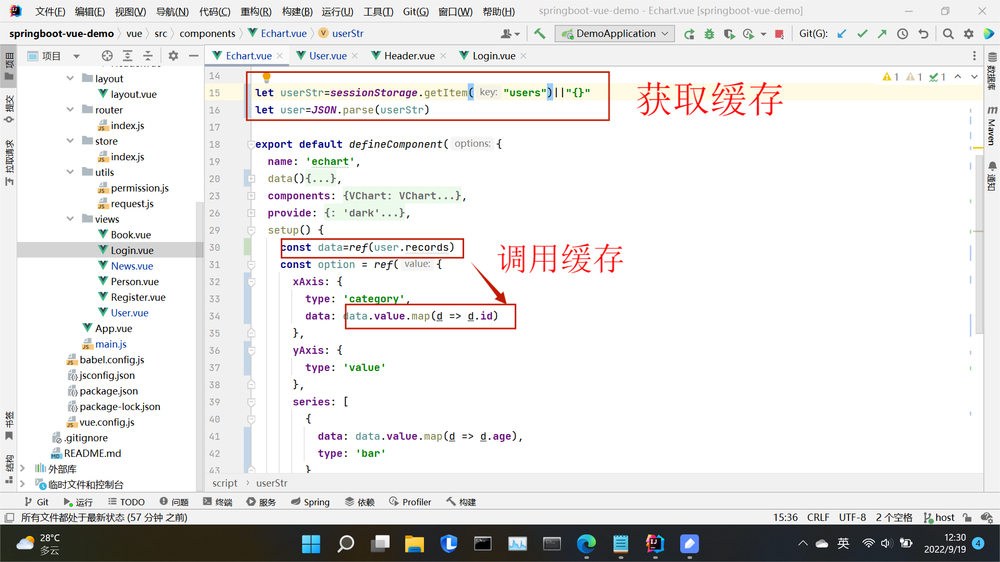 文件(F) 编辑(E) 视图(V) 导航(N) 代码(C) 重构(R) 构建(B) 运行(U) 工具(T) Git(G) 窗口(W) 帮助(H) springboot-vue-demo - Echart.vue [springboot-vue-demo]
springboot-vue-demo vue src components Echart.vue userStr DemoApplication Git(G):
项目 Echart.vue User.vue Header.vue Login.vue
项目
提交
拉取请求
书签
结构
layout
layout.vue
router
index.js
store
index.js
utils
permission.js
request.js
views
Book.vue
Login.vue
News.vue
Person.vue
Register.vue
User.vue
App.vue
main.js
babel.config.js
jsconfig.json
package.json
package-lock.json
vue.config.js
.gitignore
README.md
外部库
临时文件和控制台
14
15 let userStr=sessionStorage.getItem( key: "users")||"{}"
16 let user=JSON.parse(userStr)
17
18 export default defineComponent( options: {
19 name: 'echart',
20 data(){...},
23 components: {VChart: VChart...},
26 provide: {: 'dark'...},
29 setup() {
30 const data=ref(user.records)
31 const option = ref( value: {
32 xAxis: {
33 type: 'category',
34 data: data.value.map(d => d.id)
35 },
36 yAxis: {
37 type: 'value'
38 },
39 series: [
40 {
41 data: data.value.map(d => d.age),
42 type: 'bar'
43 }
获取缓存
调用缓存
1 1 1
数据库
Maven
通知
script userStr
Git 运行 TODO 问题 终端 服务 Spring 依赖 Profiler 构建
所有文件都处于最新状态 (57 分钟 之前) 15:36 CRLF UTF-8 2 个空格 host
28°C
多云
英
12:30
2022/9/19
4